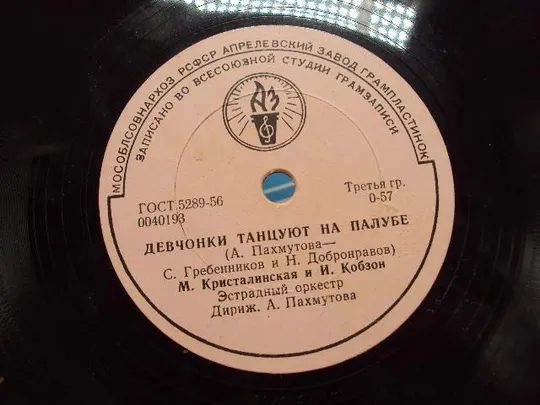 МОСОБЛСОВНАРХОЗ РСФСР АПРЕЛЕВСКИЙ ЗАВОД ГРАМПЛАСТИНОК
ЗАПИСАНО ВО ВСЕСОЮЗНОЙ СТУДИИ ГРАМЗАПИСИ
АЗ
ГОСТ 5289-56
0040193
Третья гр.
0-57
ДЕВЧОНКИ ТАНЦУЮТ НА ПАЛУБЕ
(А. Пахмутова—
С. Гребенников и Н. Добронравов)
М. Кристалинская и И. Кобзон
Эстрадный оркестр
Дириж. А. Пахмутова